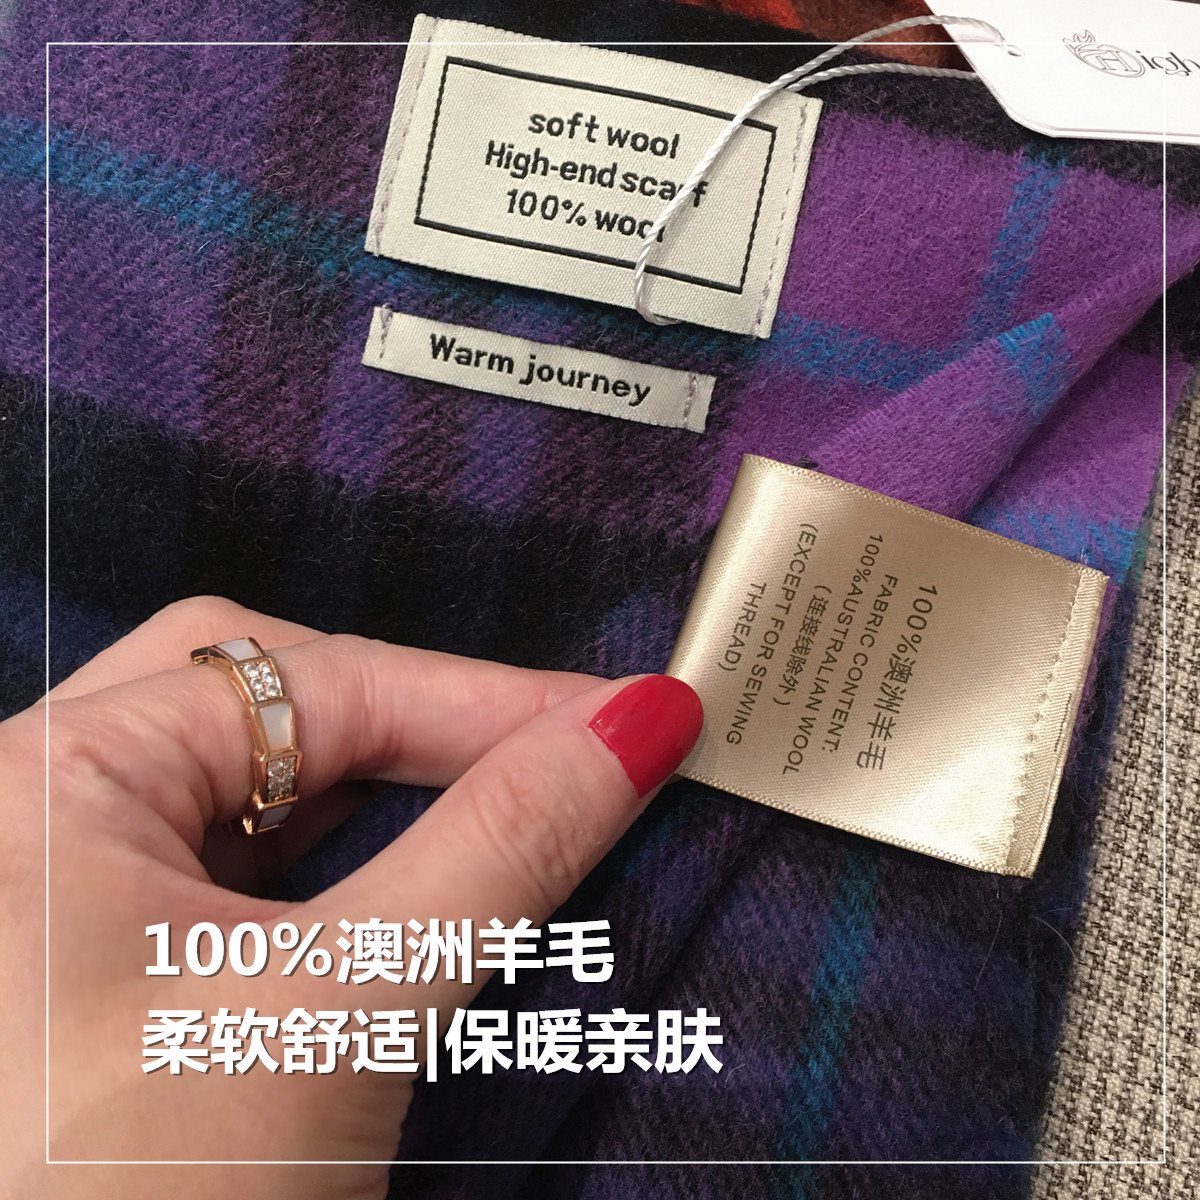 soft wool
High-end scarf
100% wool
Warm journey
High
100%澳洲羊毛
FABRIC CONTENT:
100%AUSTRALIAN WOOL
( 连接线除外 )
(EXCEPT FOR SEWING
THREAD)
100%澳洲羊毛
柔软舒适|保暖亲肤